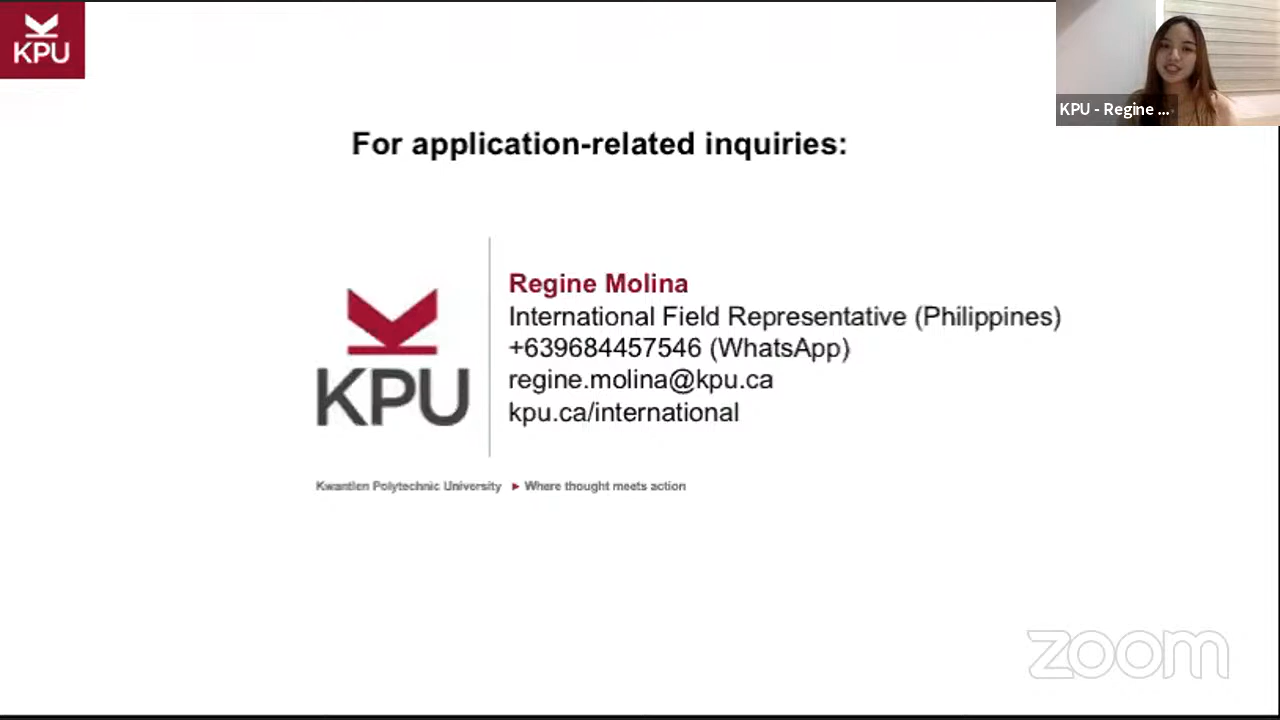 KPU
KPU - Regine ...
For application-related inquiries:
Regine Molina
International Field Representative (Philippines)
+639684457546 (WhatsApp)
regine.molina@kpu.ca
kpu.ca/international
KPU
Kwantlen Polytechnic University ► Where thought meets action
zoom